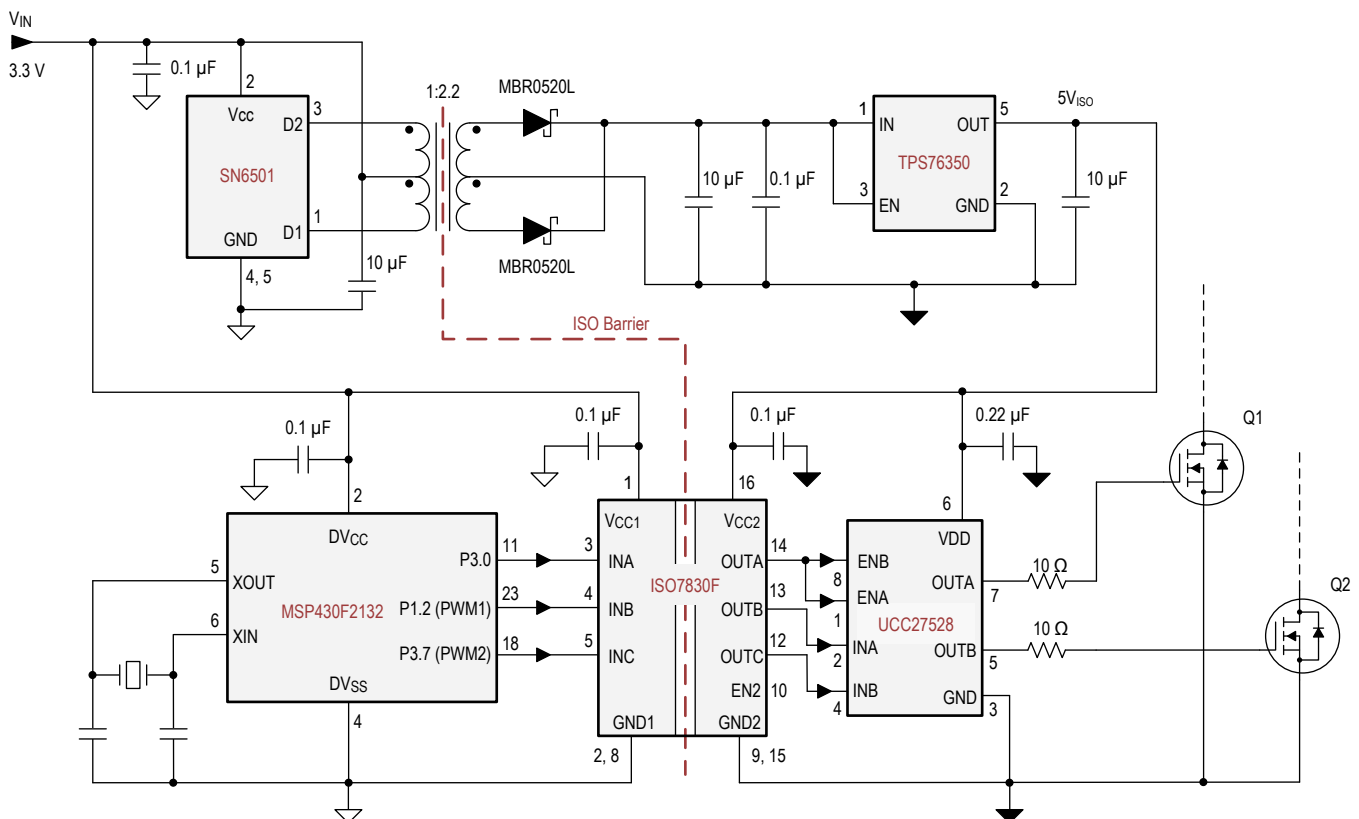 VIN
3.3 V
0.1 µF
2
Vcc
D2
3
SN6501
D1
1
GND
4, 5
10 µF
1:2.2
MBR0520L
MBR0520L
10 µF
0.1 µF
1
IN
OUT
5
TPS76350
3
EN
GND
2
5VISO
10 µF
ISO Barrier
0.1 µF
2
DVCC
5
XOUT
P3.0
11
MSP430F2132
P1.2 (PWM1)
23
6
XIN
P3.7 (PWM2)
18
DVSS
4
0.1 µF
1
VCC1
3
INA
4
INB
5
INC
GND1
2, 8
ISO7830F
0.1 µF
16
VCC2
OUTA
14
OUTB
13
OUTC
12
EN2
10
GND2
9, 15
0.22 µF
6
VDD
ENB
8
ENA
1
UCC27528
INA
2
INB
4
OUTA
7
OUTB
5
GND
3
10 Ω
10 Ω
Q1
Q2